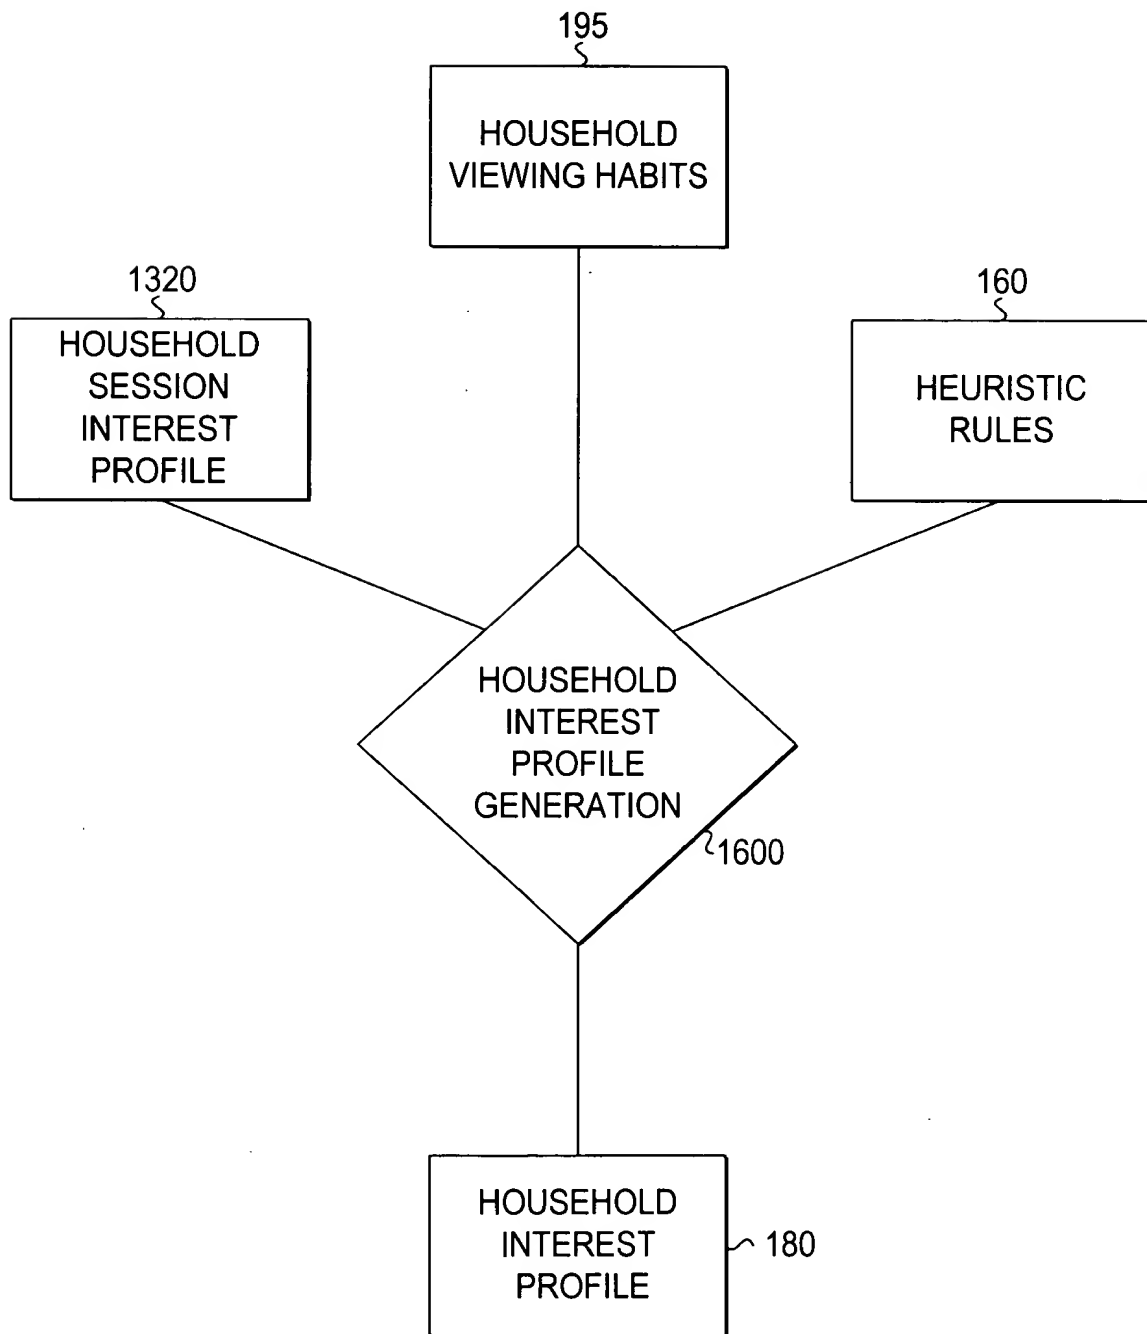 195
HOUSEHOLD
VIEWING HABITS
1320
HOUSEHOLD
SESSION
INTEREST
PROFILE
160
HEURISTIC
RULES
HOUSEHOLD
INTEREST
PROFILE
GENERATION
1600
HOUSEHOLD
INTEREST
PROFILE
180